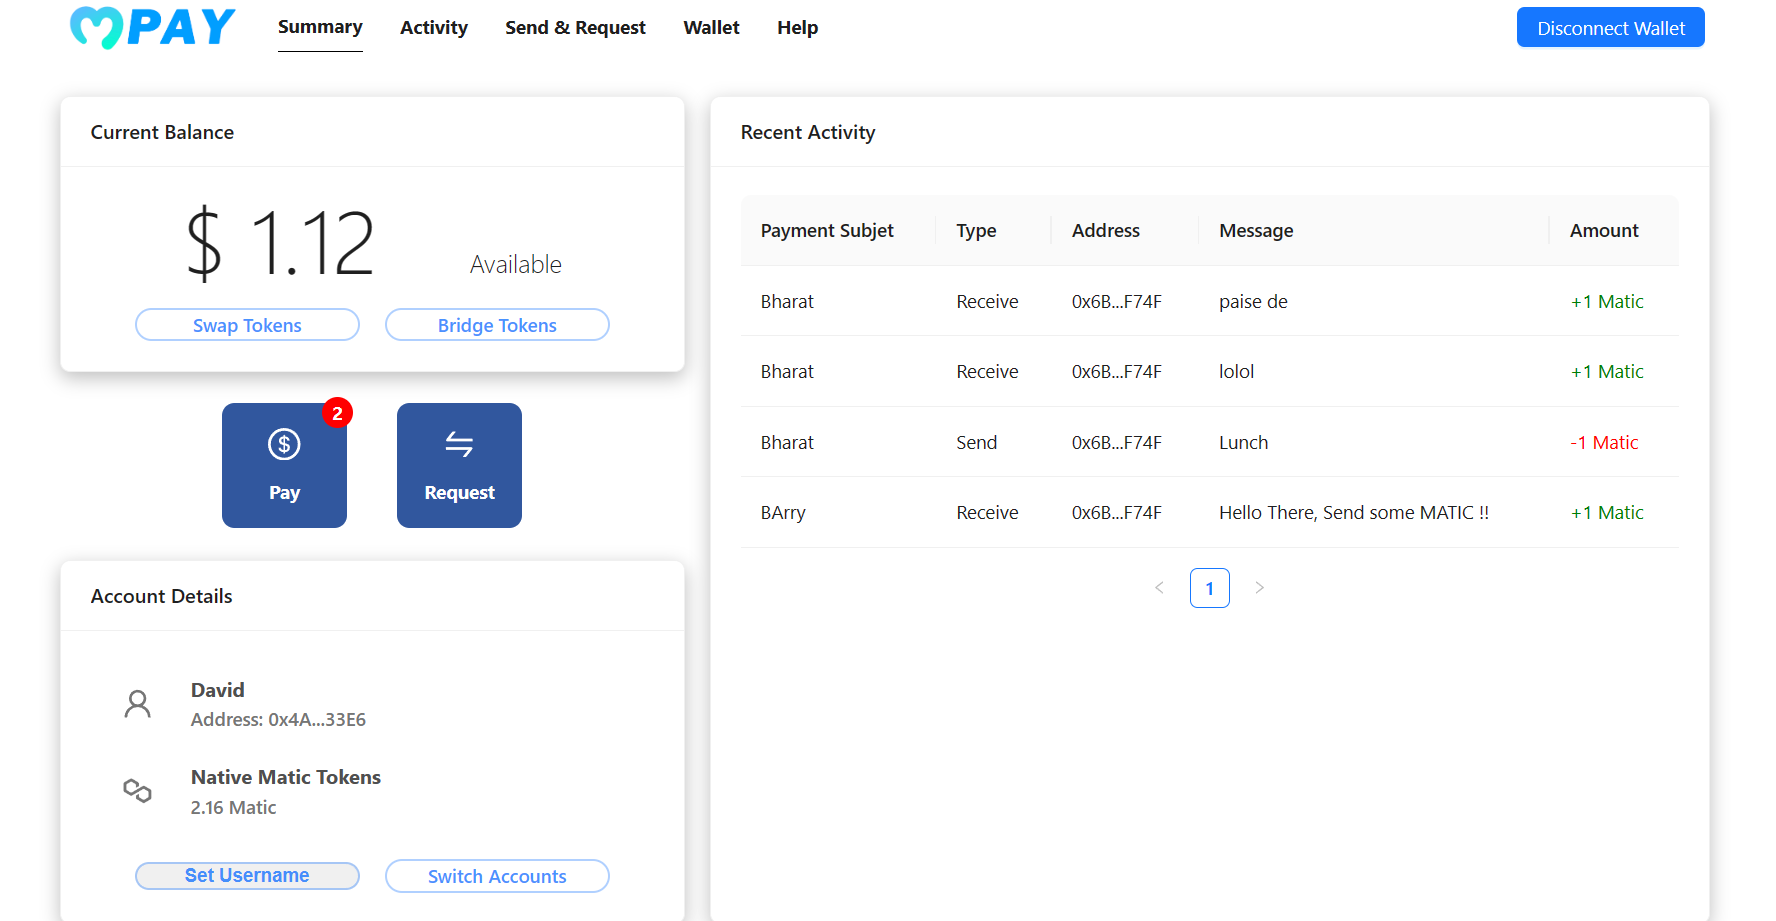 PAY
Summary Activity Send & Request Wallet Help Disconnect Wallet
Current Balance
$ 1.12 Available
Swap Tokens Bridge Tokens
2
Pay Request
Account Details
David
Address: 0x4A...33E6
Native Matic Tokens
2.16 Matic
Set Username Switch Accounts
Recent Activity
Payment Subjet Type Address Message Amount
Bharat Receive 0x6B...F74F paise de +1 Matic
Bharat Receive 0x6B...F74F lolol +1 Matic
Bharat Send 0x6B...F74F Lunch -1 Matic
BArry Receive 0x6B...F74F Hello There, Send some MATIC !! +1 Matic
< 1 >